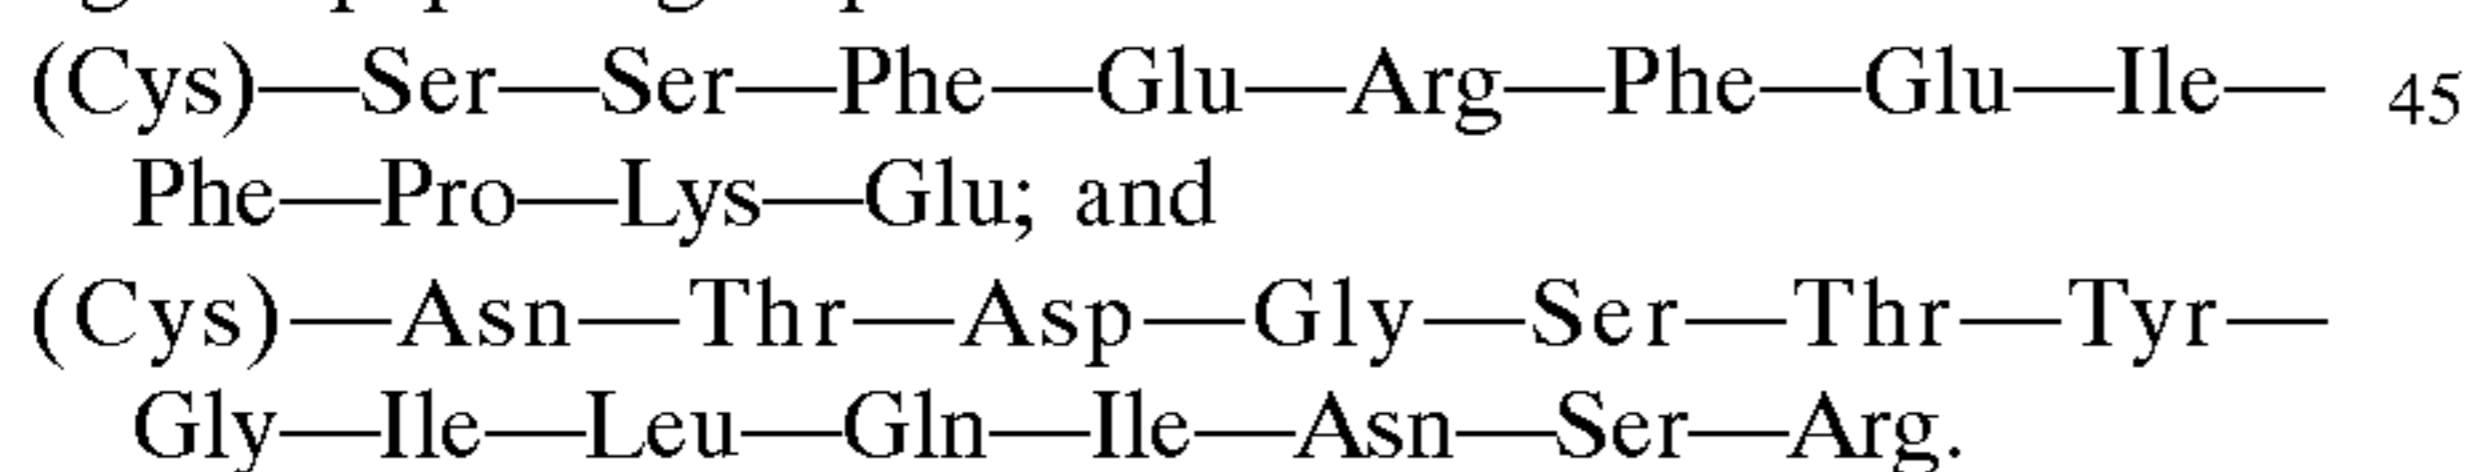 (Cys)—Ser—Ser—Phe—Glu—Arg—Phe—Glu—Ile— 45
Phe—Pro—Lys—Glu; and
(Cys)—Asn—Thr—Asp—Gly—Ser—Thr—Tyr—
Gly—Ile—Leu—Gln—Ile—Asn—Ser—Arg.